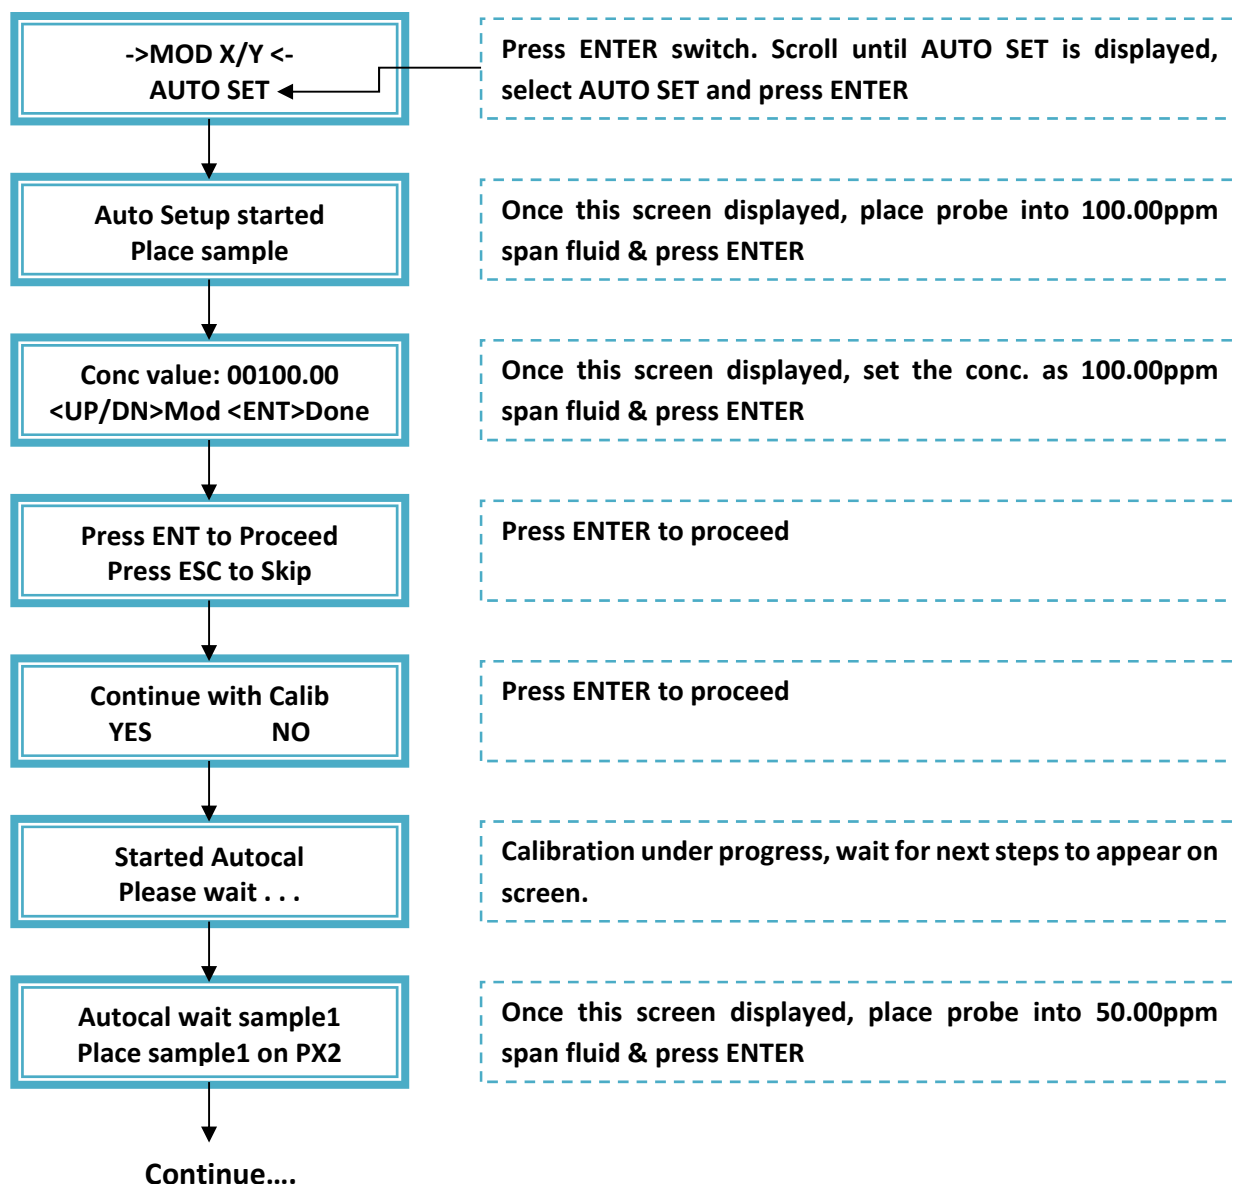 ->MOD X/Y <-
AUTO SET
Press ENTER switch. Scroll until AUTO SET is displayed,
select AUTO SET and press ENTER
Auto Setup started
Place sample
Once this screen displayed, place probe into 100.00ppm
span fluid & press ENTER
Conc value: 00100.00
<UP/DN>Mod <ENT>Done
Once this screen displayed, set the conc. as 100.00ppm
span fluid & press ENTER
Press ENT to Proceed
Press ESC to Skip
Press ENTER to proceed
Continue with Calib
YES NO
Press ENTER to proceed
Started Autocal
Please wait . . .
Calibration under progress, wait for next steps to appear on
screen.
Autocal wait sample1
Place sample1 on PX2
Once this screen displayed, place probe into 50.00ppm
span fluid & press ENTER
Continue....